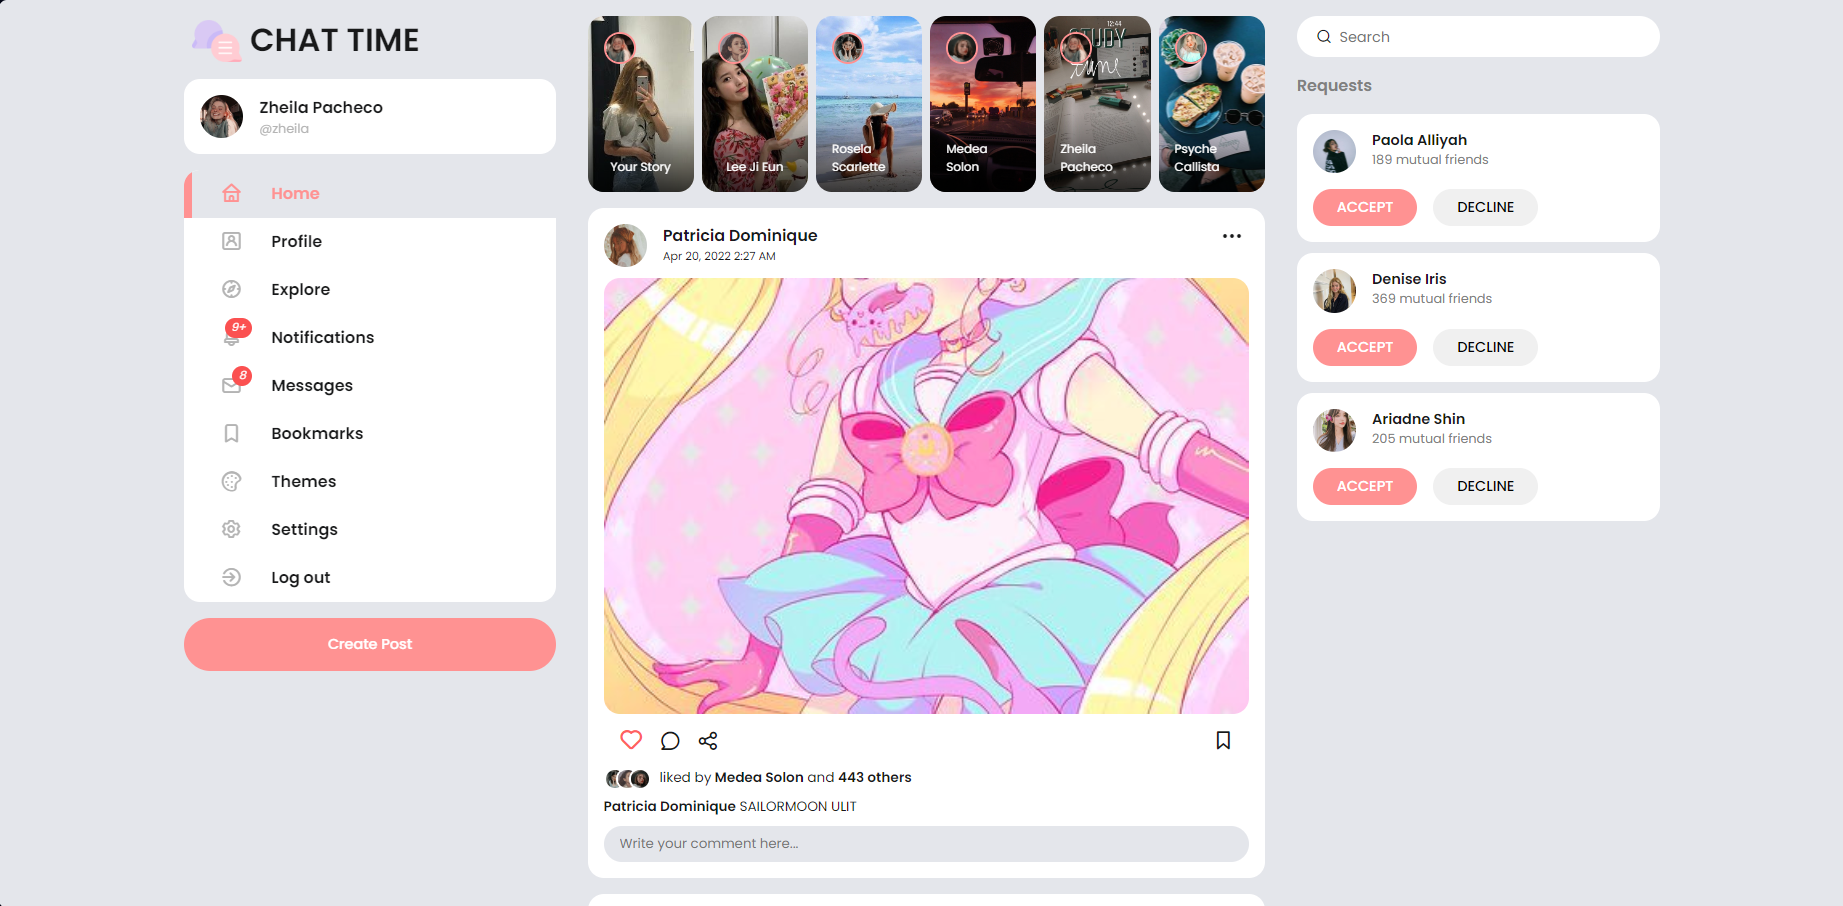 CHAT TIME
Zheila Pacheco
@zheila
Home
Profile
Explore
9+
Notifications
8
Messages
Bookmarks
Themes
Settings
Log out
Create Post
Your Story
Lee Ji Eun
Rosela
Scarlette
Medea
Solon
12:44
STUDY
time
Zheila
Pacheco
Psyche
Callista
Patricia Dominique
Apr 20, 2022 2:27 AM
liked by Medea Solon and 443 others
Patricia Dominique SAILORMOON ULIT
Write your comment here...
Search
Requests
Paola Alliyah
189 mutual friends
ACCEPT DECLINE
Denise Iris
369 mutual friends
ACCEPT DECLINE
Ariadne Shin
205 mutual friends
ACCEPT DECLINE